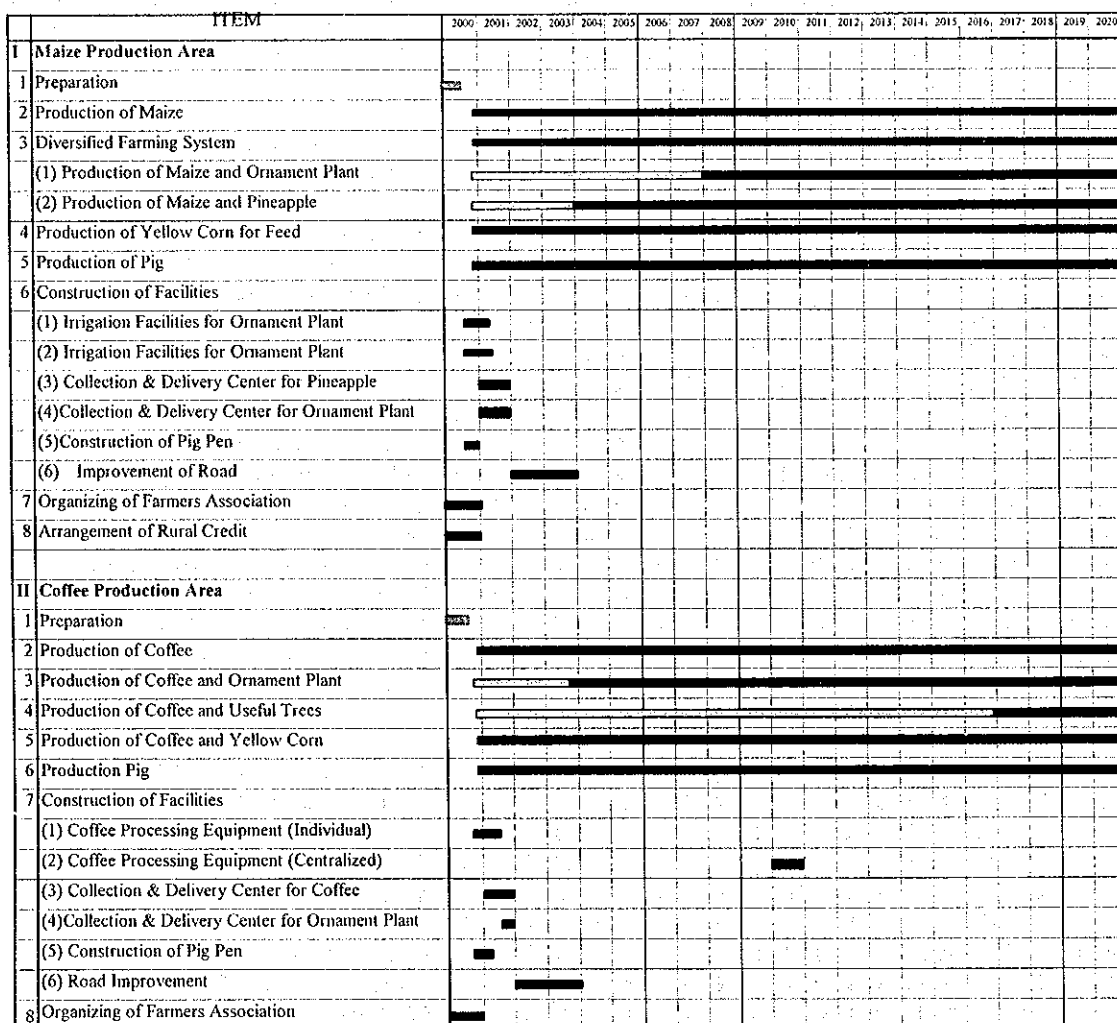 ITEM 2000 2001 2002 2003 2004 2005 2006 2007 2008 2009 2010 2011 2012 2013 2014 2015 2016 2017 2018 2019 2020
I Maize Production Area
1 Preparation
2 Production of Maize
3 Diversified Farming System
(1) Production of Maize and Ornament Plant
(2) Production of Maize and Pineapple
4 Production of Yellow Corn for Feed
5 Production of Pig
6 Construction of Facilities
(1) Irrigation Facilities for Ornament Plant
(2) Irrigation Facilities for Ornament Plant
(3) Collection & Delivery Center for Pineapple
(4)Collection & Delivery Center for Ornament Plant
(5)Construction of Pig Pen
(6) Improvement of Road
7 Organizing of Farmers Association
8 Arrangement of Rural Credit
II Coffee Production Area
1 Preparation
2 Production of Coffee
3 Production of Coffee and Ornament Plant
4 Production of Coffee and Useful Trees
5 Production of Coffee and Yellow Corn
6 Production Pig
7 Construction of Facilities
(1) Coffee Processing Equipment (Individual)
(2) Coffee Processing Equipment (Centralized)
(3) Collection & Delivery Center for Coffee
(4)Collection & Delivery Center for Ornament Plant
(5) Construction of Pig Pen
(6) Road Improvement
8 Organizing of Farmers Association